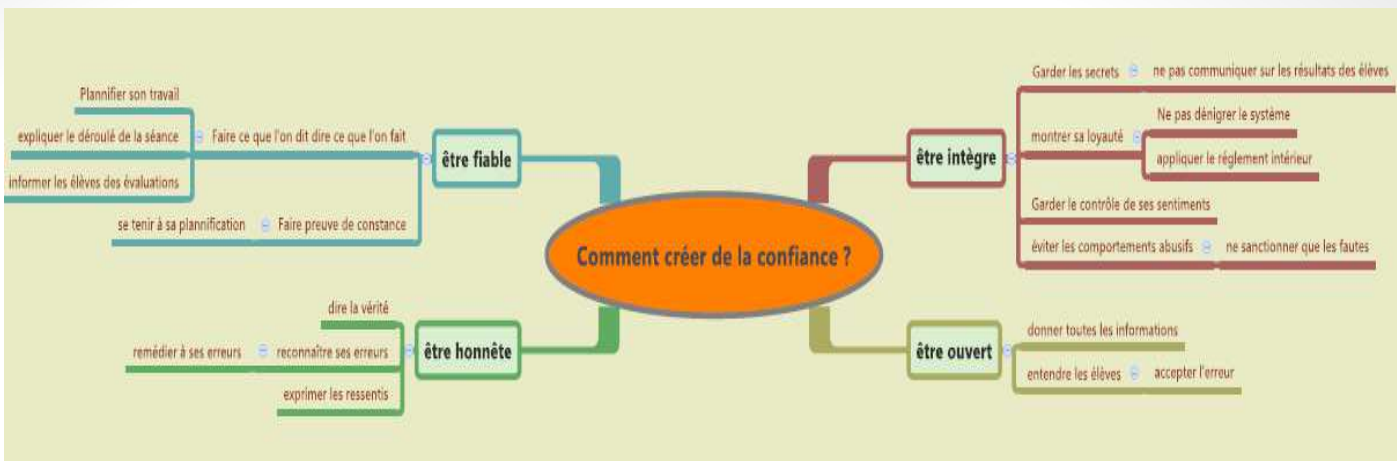 Comment créer de la confiance ?
être fiable
Faire ce que l'on dit dire ce que l'on fait
Plannifier son travail
expliquer le déroulé de la séance
informer les élèves des évaluations
Faire preuve de constance
se tenir à sa plannification
être honnête
dire la vérité
reconnaître ses erreurs
remédier à ses erreurs
exprimer les ressentis
être intègre
Garder les secrets
ne pas communiquer sur les résultats des élèves
montrer sa loyauté
Ne pas dénigrer le système
appliquer le réglement intérieur
Garder le contrôle de ses sentiments
éviter les comportements abusifs
ne sanctionner que les fautes
être ouvert
donner toutes les informations
entendre les élèves
accepter l'erreur